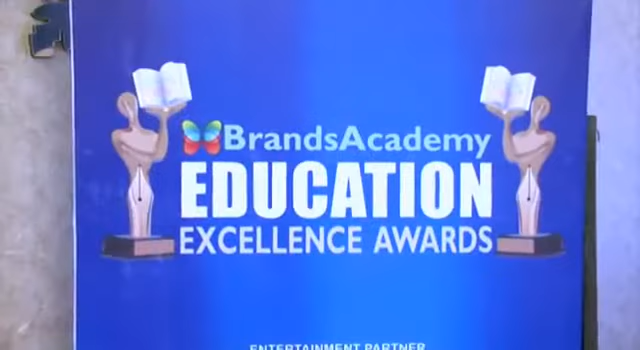 BrandsAcademy
EDUCATION
EXCELLENCE AWARDS
ENTERTAINMENT PARTNER